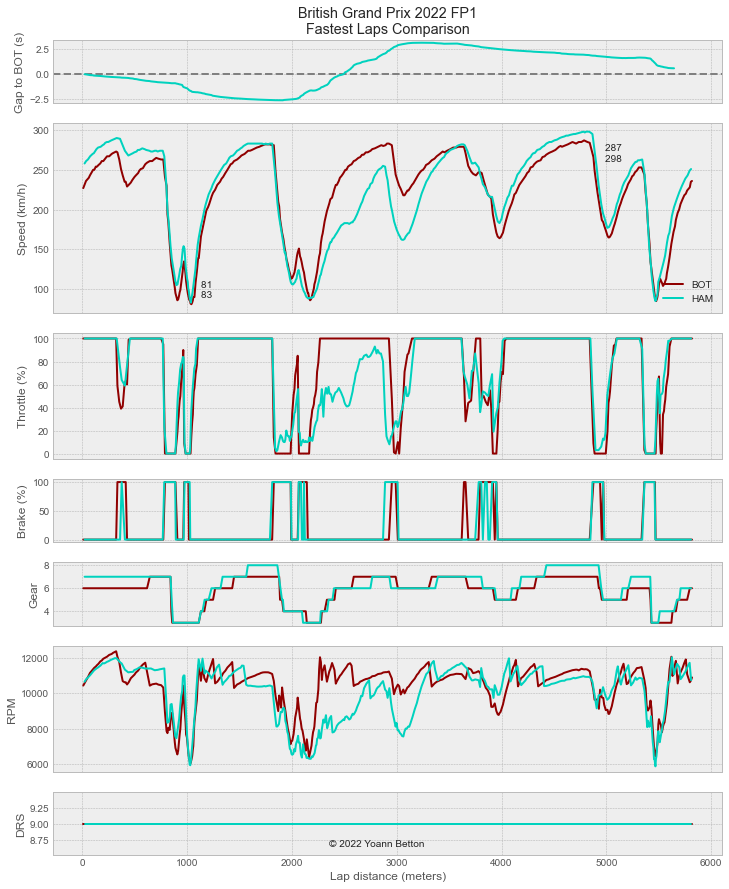 British Grand Prix 2022 FP1
Fastest Laps Comparison
Gap to BOT (s)
2.5
0.0
−2.5
Speed (km/h)
300
250
200
150
100
287
298
81
83
BOT
HAM
Throttle (%)
100
80
60
40
20
0
Brake (%)
100
50
0
Gear
8
6
4
RPM
12000
10000
8000
6000
DRS
9.25
9.00
8.75
© 2022 Yoann Betton
0 1000 2000 3000 4000 5000 6000
Lap distance (meters)